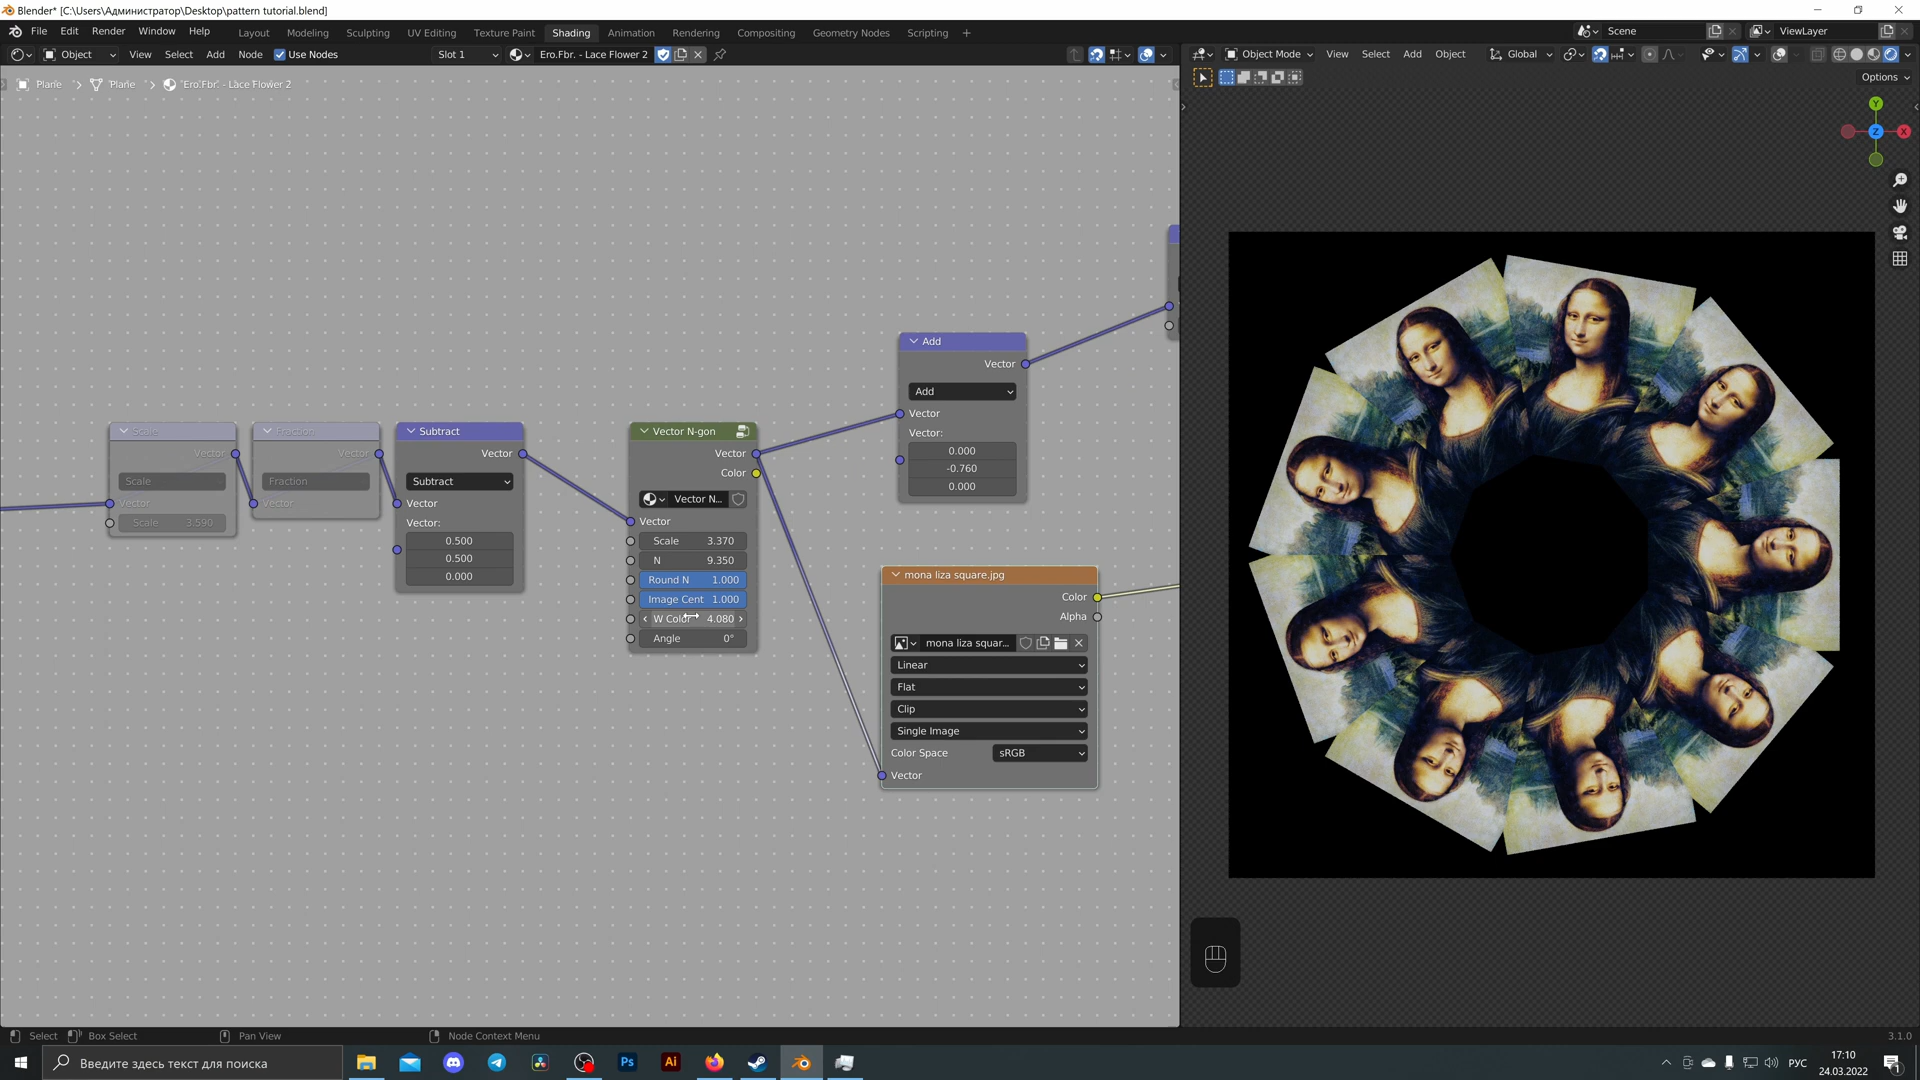 Blender* [C:\Users\Администратор\Desktop\pattern tutorial.blend]
File Edit Render Window Help Layout Modeling Sculpting UV Editing Texture Paint Shading Animation Rendering Compositing Geometry Nodes Scripting + Scene ViewLayer
Object View Select Add Node Use Nodes Slot 1 Ero.Fbr. - Lace Flower 2 Object Mode View Select Add Object Global
Options
Plane > Plane > Ero.Fbr. - Lace Flower 2
Y
X
Z
Scale
Vector
Scale
Vector
Scale 3.590
Fraction
Vector
Fraction
Vector
Subtract
Vector
Subtract
Vector
Vector:
0.500
0.500
0.000
Vector N-gon
Vector
Color
Vector N...
Vector
Scale 3.370
N 9.350
Round N 1.000
Image Cent 1.000
W Color 4.080
Angle 0°
Add
Vector
Add
Vector
Vector:
0.000
-0.760
0.000
mona liza square.jpg
Color
Alpha
mona liza squar...
Linear
Flat
Clip
Single Image
Color Space sRGB
Vector
Select Box Select Pan View Node Context Menu 3.1.0
Введите здесь текст для поиска
Ps Ai
РУС
17:10
24.03.2022
1